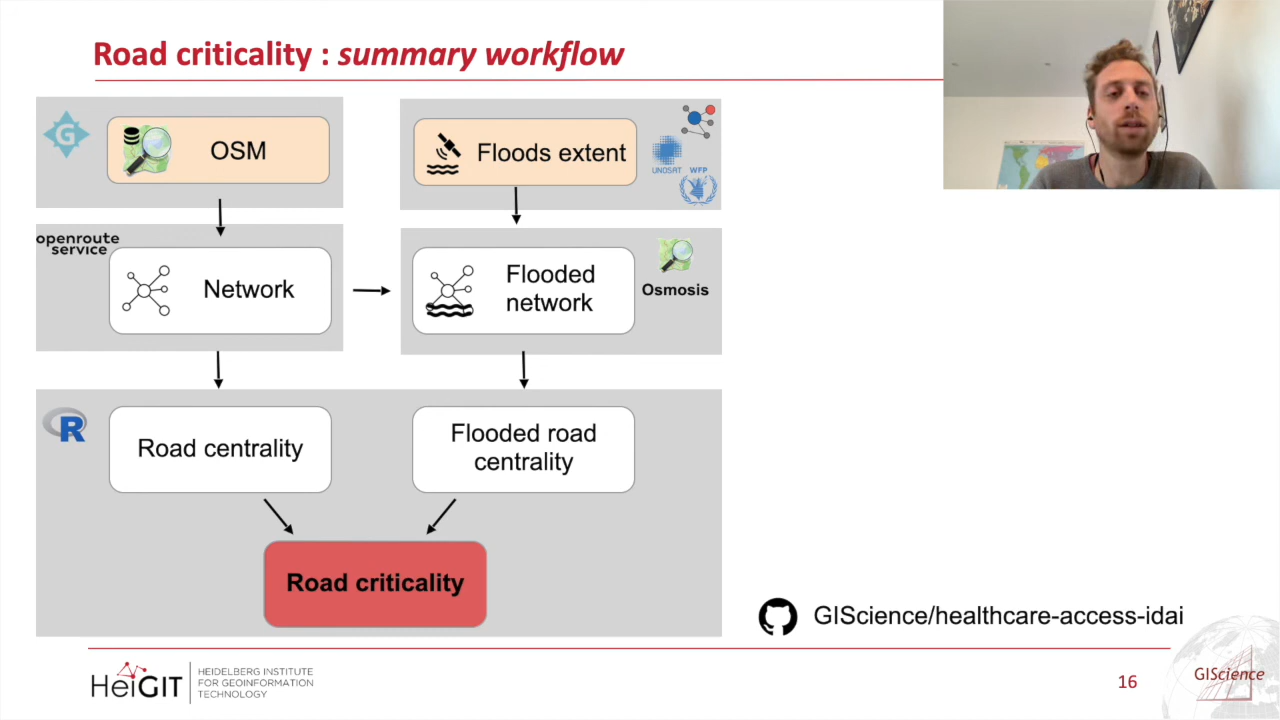 Road criticality : summary workflow
G
OSM
Floods extent
UNOSAT
WFP
openroute
service
Network
Flooded
network
Osmosis
R
Road centrality
Flooded road
centrality
Road criticality
GIScience/healthcare-access-idai
HeiGIT
HEIDELBERG INSTITUTE
FOR GEOINFORMATION
TECHNOLOGY
16
GIScience